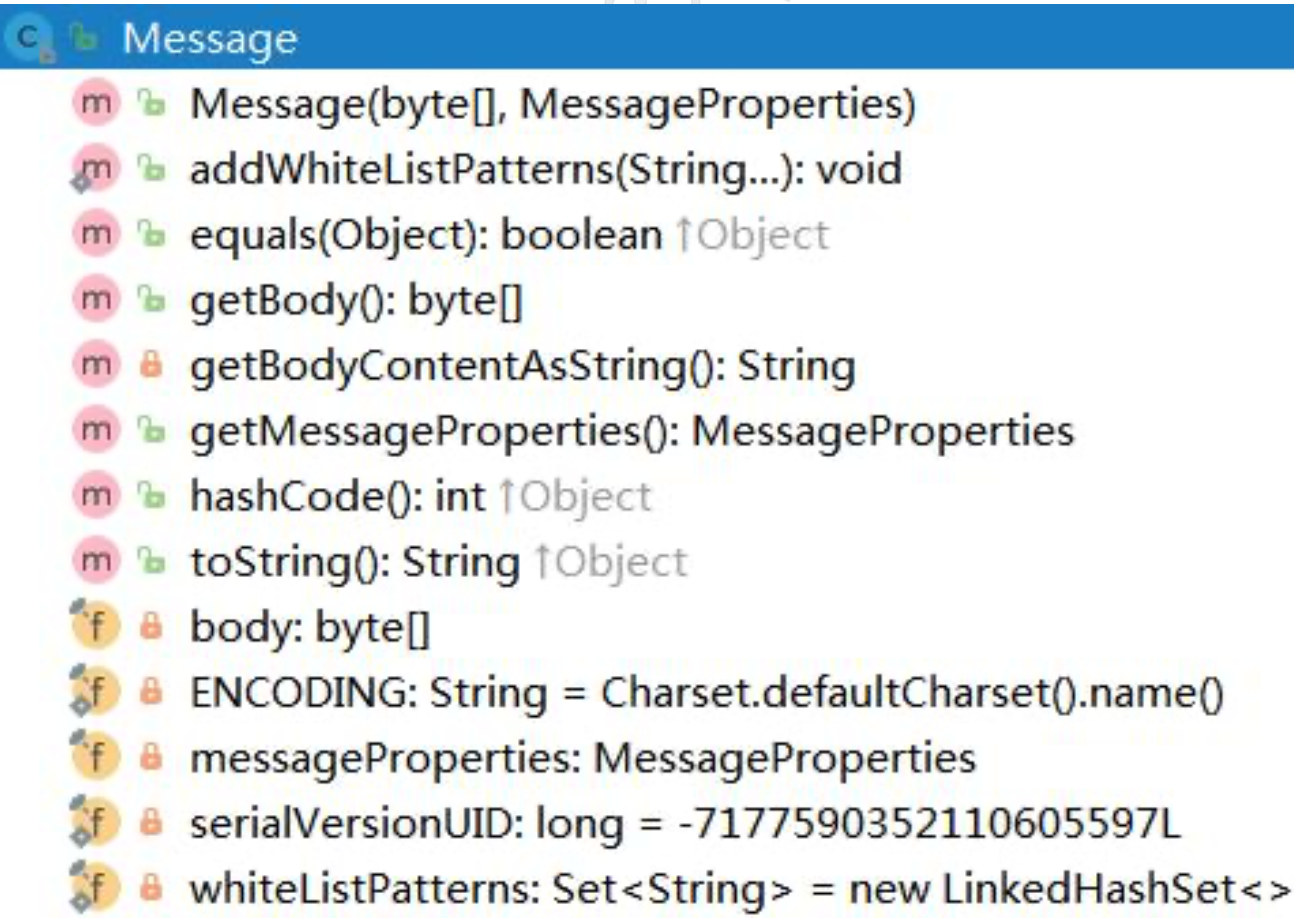 C Message
m Message(byte[], MessageProperties)
m addWhiteListPatterns(String...): void
m equals(Object): boolean ↑Object
m getBody(): byte[]
m getBodyContentAsString(): String
m getMessageProperties(): MessageProperties
m hashCode(): int ↑Object
m toString(): String ↑Object
f body: byte[]
f ENCODING: String = Charset.defaultCharset().name()
f messageProperties: MessageProperties
f serialVersionUID: long = -7177590352110605597L
f whiteListPatterns: Set<String> = new LinkedHashSet<>